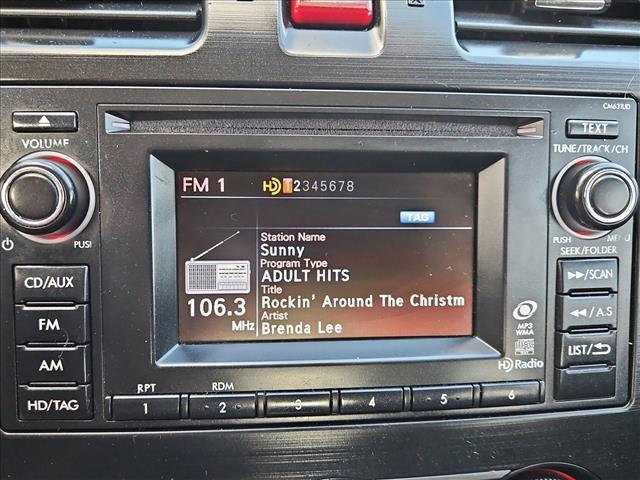 CM631UD
TEXT
VOLUME
TUNE/TRACK/CH
PUSH
PUSH MENU
SEEK/FOLDER
CD/AUX
FM
AM
HD/TAG
FM 1
HD 12345678
TAG
Station Name
Sunny
Program Type
ADULT HITS
Title
Rockin' Around The Christm
Artist
Brenda Lee
106.3
MHz
▶▶/SCAN
◀◀/A.S
LIST/
MP3
WMA
HD Radio
RPT
RDM
1
2
3
4
5
6